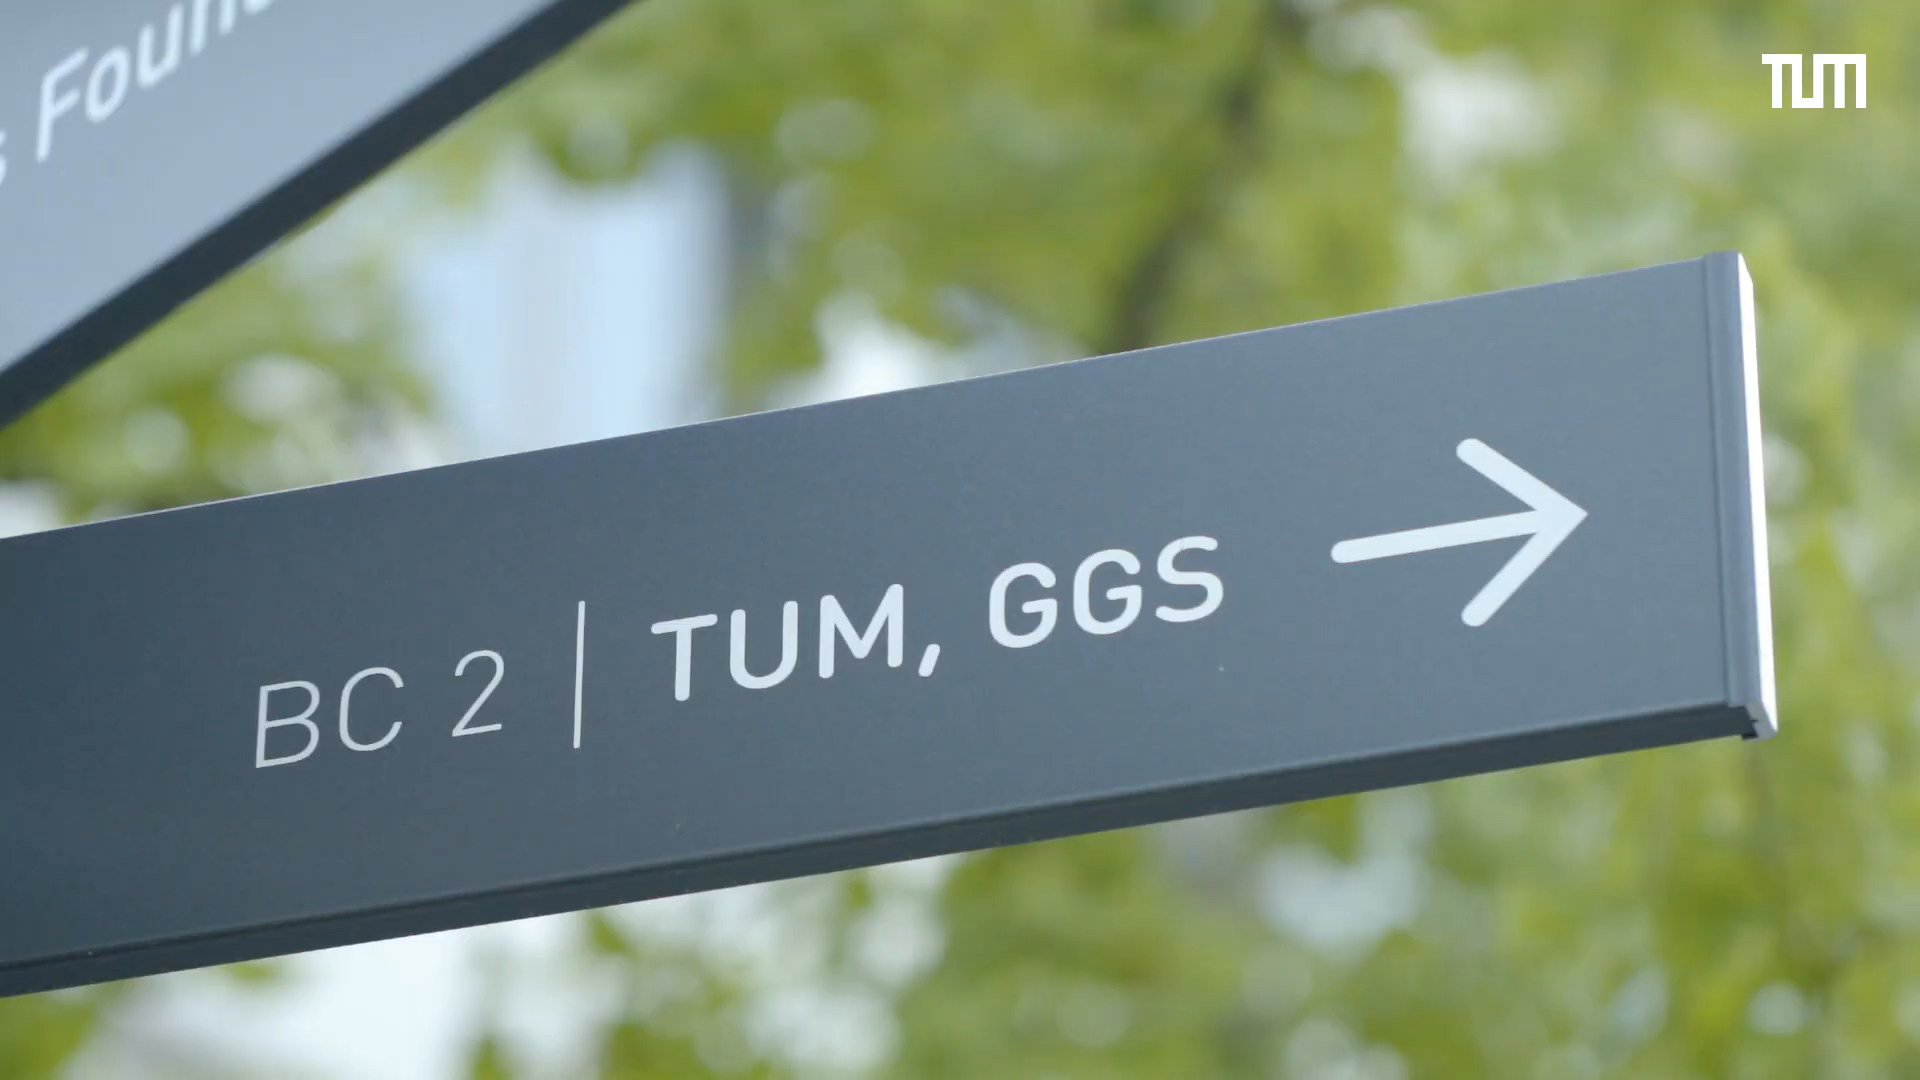 Foun
TUM
BC 2 | TUM, GGS →